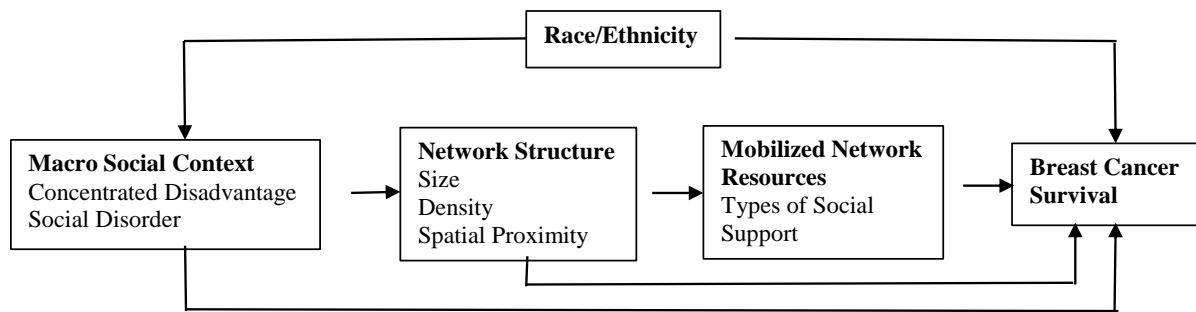 Race/Ethnicity
Macro Social Context
Concentrated Disadvantage
Social Disorder
Network Structure
Size
Density
Spatial Proximity
Mobilized Network
Resources
Types of Social
Support
Breast Cancer
Survival